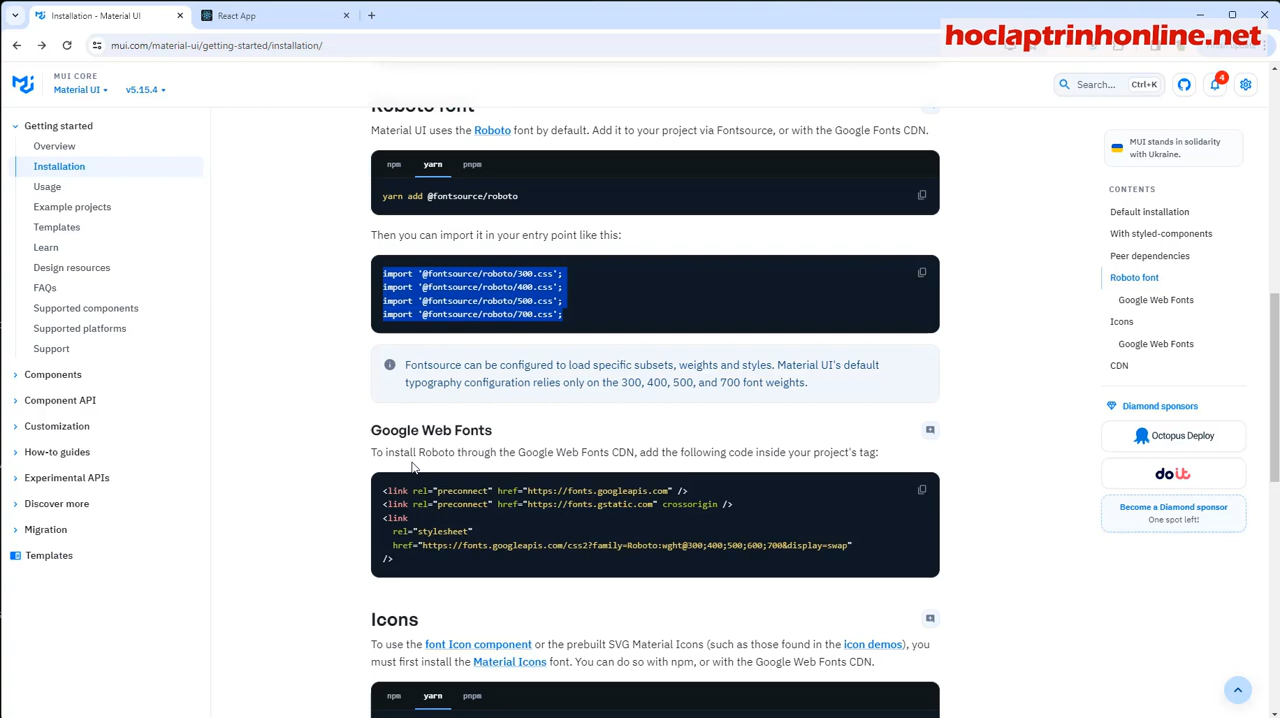 Installation - Material UI
React App
hoclaptrinhonline.net
mui.com/material-ui/getting-started/installation/
MUI CORE
Material UI
v5.15.4
Search...
Ctrl+K
4
Getting started
Overview
Installation
Usage
Example projects
Templates
Learn
Design resources
FAQs
Supported components
Supported platforms
Support
Components
Component API
Customization
How-to guides
Experimental APIs
Discover more
Migration
Templates
Roboto font
Material UI uses the Roboto font by default. Add it to your project via Fontsource, or with the Google Fonts CDN.
npm yarn pnpm
yarn add @fontsource/roboto
Then you can import it in your entry point like this:
import '@fontsource/roboto/300.css';
import '@fontsource/roboto/400.css';
import '@fontsource/roboto/500.css';
import '@fontsource/roboto/700.css';
Fontsource can be configured to load specific subsets, weights and styles. Material UI's default
typography configuration relies only on the 300, 400, 500, and 700 font weights.
Google Web Fonts
To install Roboto through the Google Web Fonts CDN, add the following code inside your project's tag:
<link rel="preconnect" href="https://fonts.googleapis.com" />
<link rel="preconnect" href="https://fonts.gstatic.com" crossorigin />
<link
rel="stylesheet"
href="https://fonts.googleapis.com/css2?family=Roboto:wght@300;400;500;600;700&display=swap"
/>
Icons
To use the font Icon component or the prebuilt SVG Material Icons (such as those found in the icon demos), you
must first install the Material Icons font. You can do so with npm, or with the Google Web Fonts CDN.
npm yarn pnpm
MUI stands in solidarity
with Ukraine.
CONTENTS
Default installation
With styled-components
Peer dependencies
Roboto font
Google Web Fonts
Icons
Google Web Fonts
CDN
Diamond sponsors
Octopus Deploy
doit
Become a Diamond sponsor
One spot left!